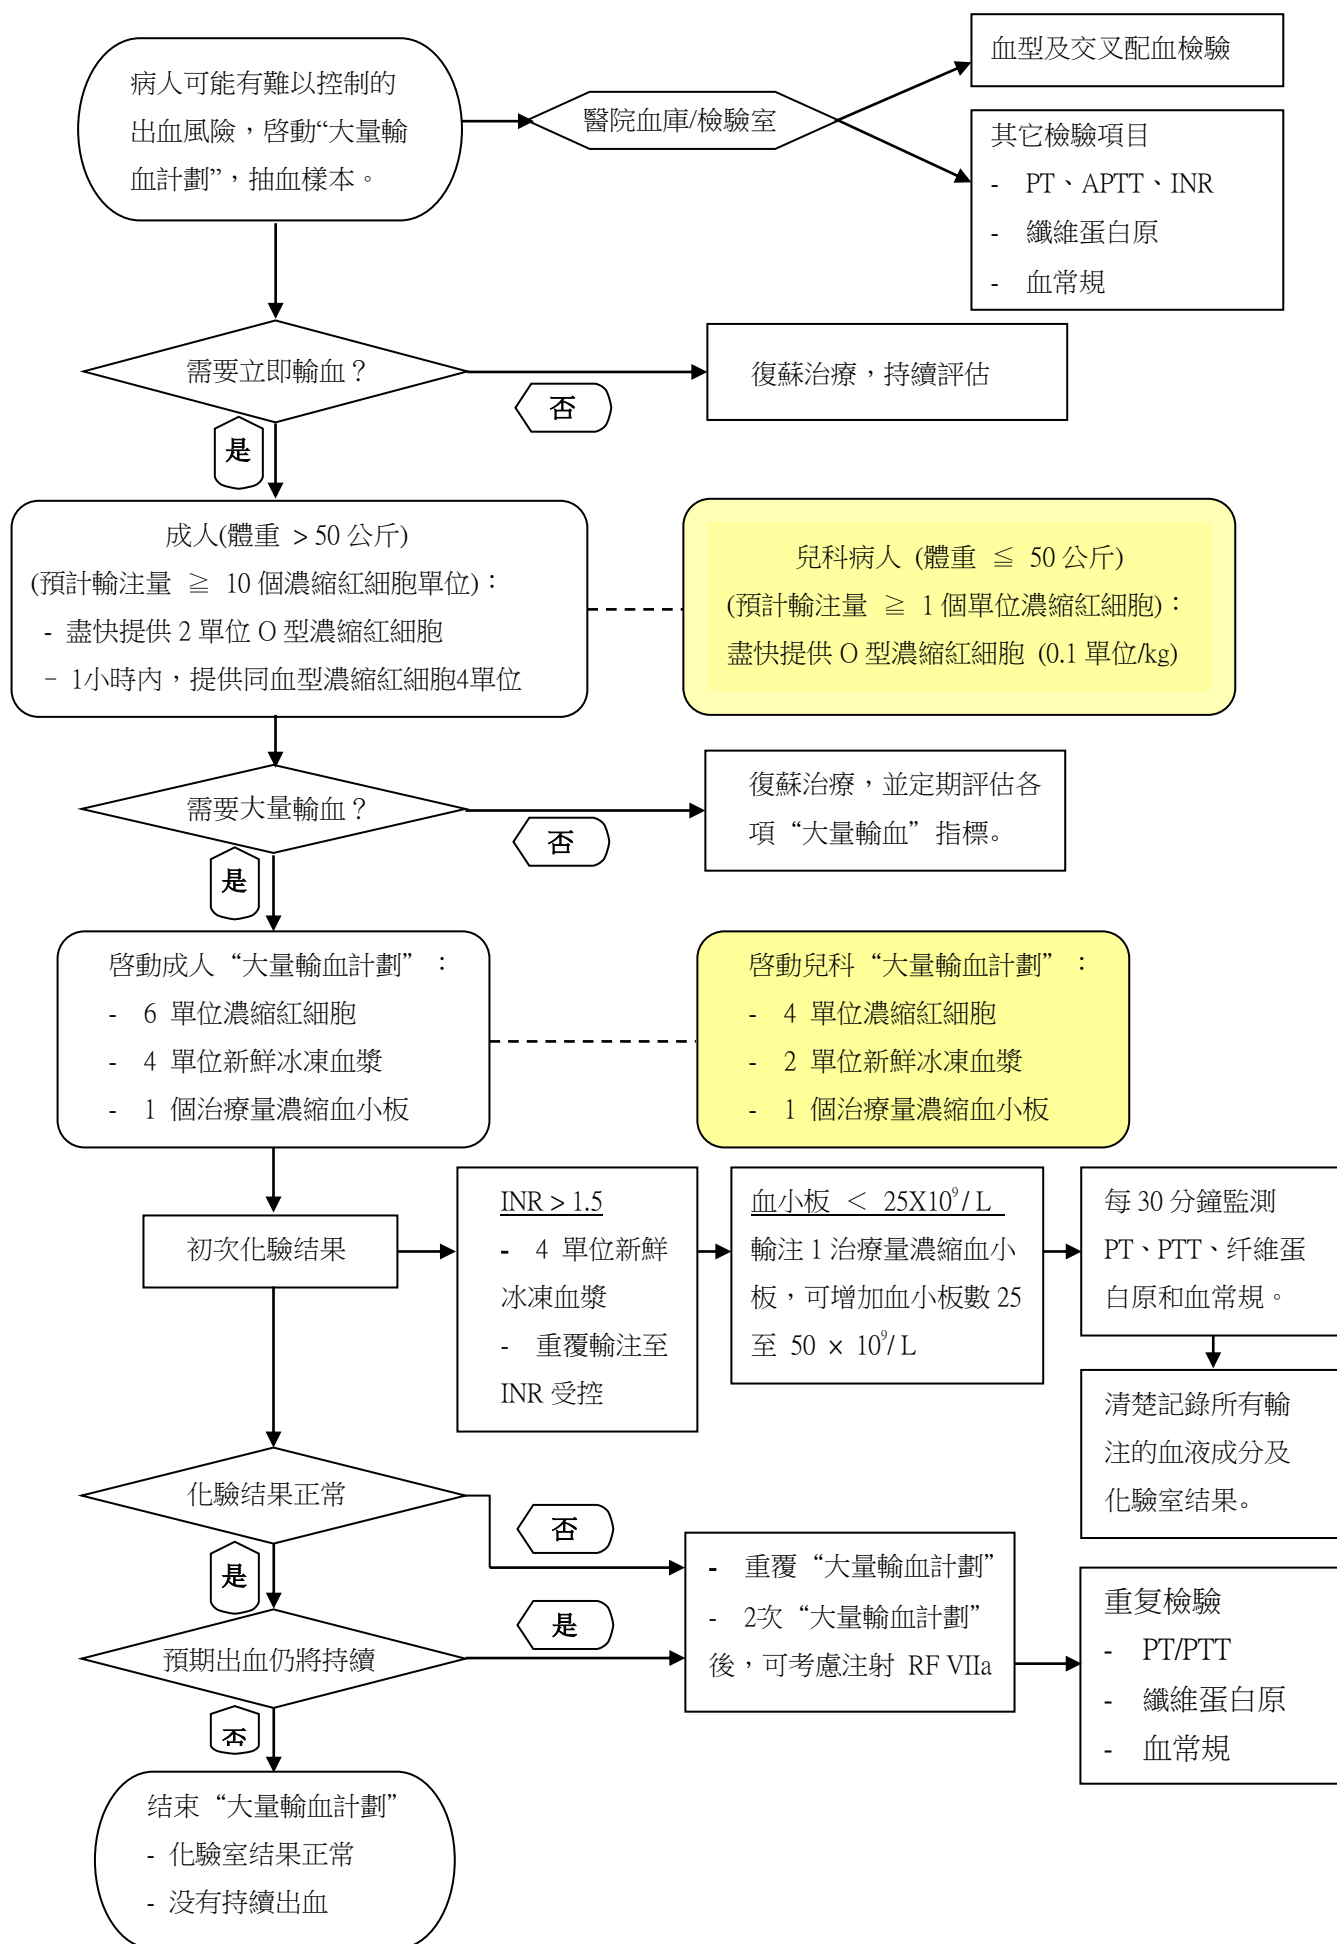 病人可能有難以控制的
出血風險，啓動“大量輸
血計劃”，抽血樣本。
醫院血庫/檢驗室
血型及交叉配血檢驗
其它檢驗項目
- PT、APTT、INR
- 纖維蛋白原
- 血常規
需要立即輸血？
否
復蘇治療，持續評估
是
成人(體重 > 50 公斤)
(預計輸注量 ≧ 10 個濃縮紅細胞單位)：
- 盡快提供 2 單位 O 型濃縮紅細胞
- 1小時內，提供同血型濃縮紅細胞4單位
兒科病人 (體重 ≦ 50 公斤)
(預計輸注量 ≧ 1 個單位濃縮紅細胞)：
盡快提供 O 型濃縮紅細胞 (0.1 單位/kg)
需要大量輸血？
否
復蘇治療，並定期評估各
項“大量輸血”指標。
是
啓動成人“大量輸血計劃”：
- 6 單位濃縮紅細胞
- 4 單位新鮮冰凍血漿
- 1 個治療量濃縮血小板
啓動兒科“大量輸血計劃”：
- 4 單位濃縮紅細胞
- 2 單位新鮮冰凍血漿
- 1 個治療量濃縮血小板
初次化驗结果
INR > 1.5
- 4 單位新鮮
冰凍血漿
- 重覆輸注至
INR 受控
血小板 < 25X10⁹/ L
輸注 1 治療量濃縮血小
板，可增加血小板數 25
至 50 × 10⁹/ L
每 30 分鐘監測
PT、PTT、纤維蛋
白原和血常規。
清楚記錄所有輸
注的血液成分及
化驗室结果。
化驗结果正常
否
是
- 重覆“大量輸血計劃”
- 2次“大量輸血計劃”
後，可考慮注射 RF VIIa
預期出血仍將持續
是
重复檢驗
- PT/PTT
- 纖維蛋白原
- 血常規
否
结束“大量輸血計劃”
- 化驗室结果正常
- 没有持續出血